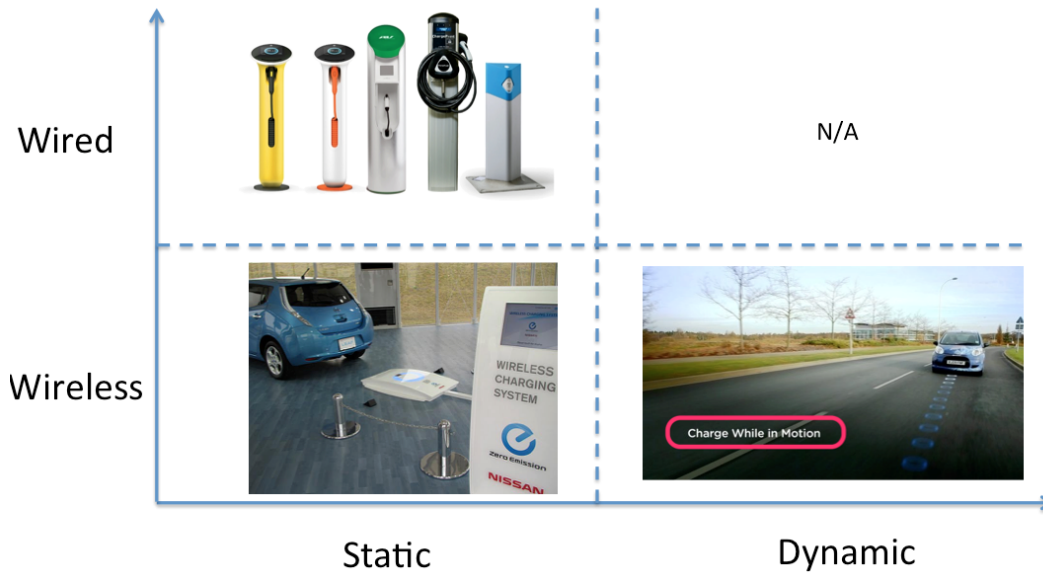 Wired
N/A
Wireless
WIRELESS
CHARGING
SYSTEM
Zero Emission
NISSAN
Charge While in Motion
Static
Dynamic